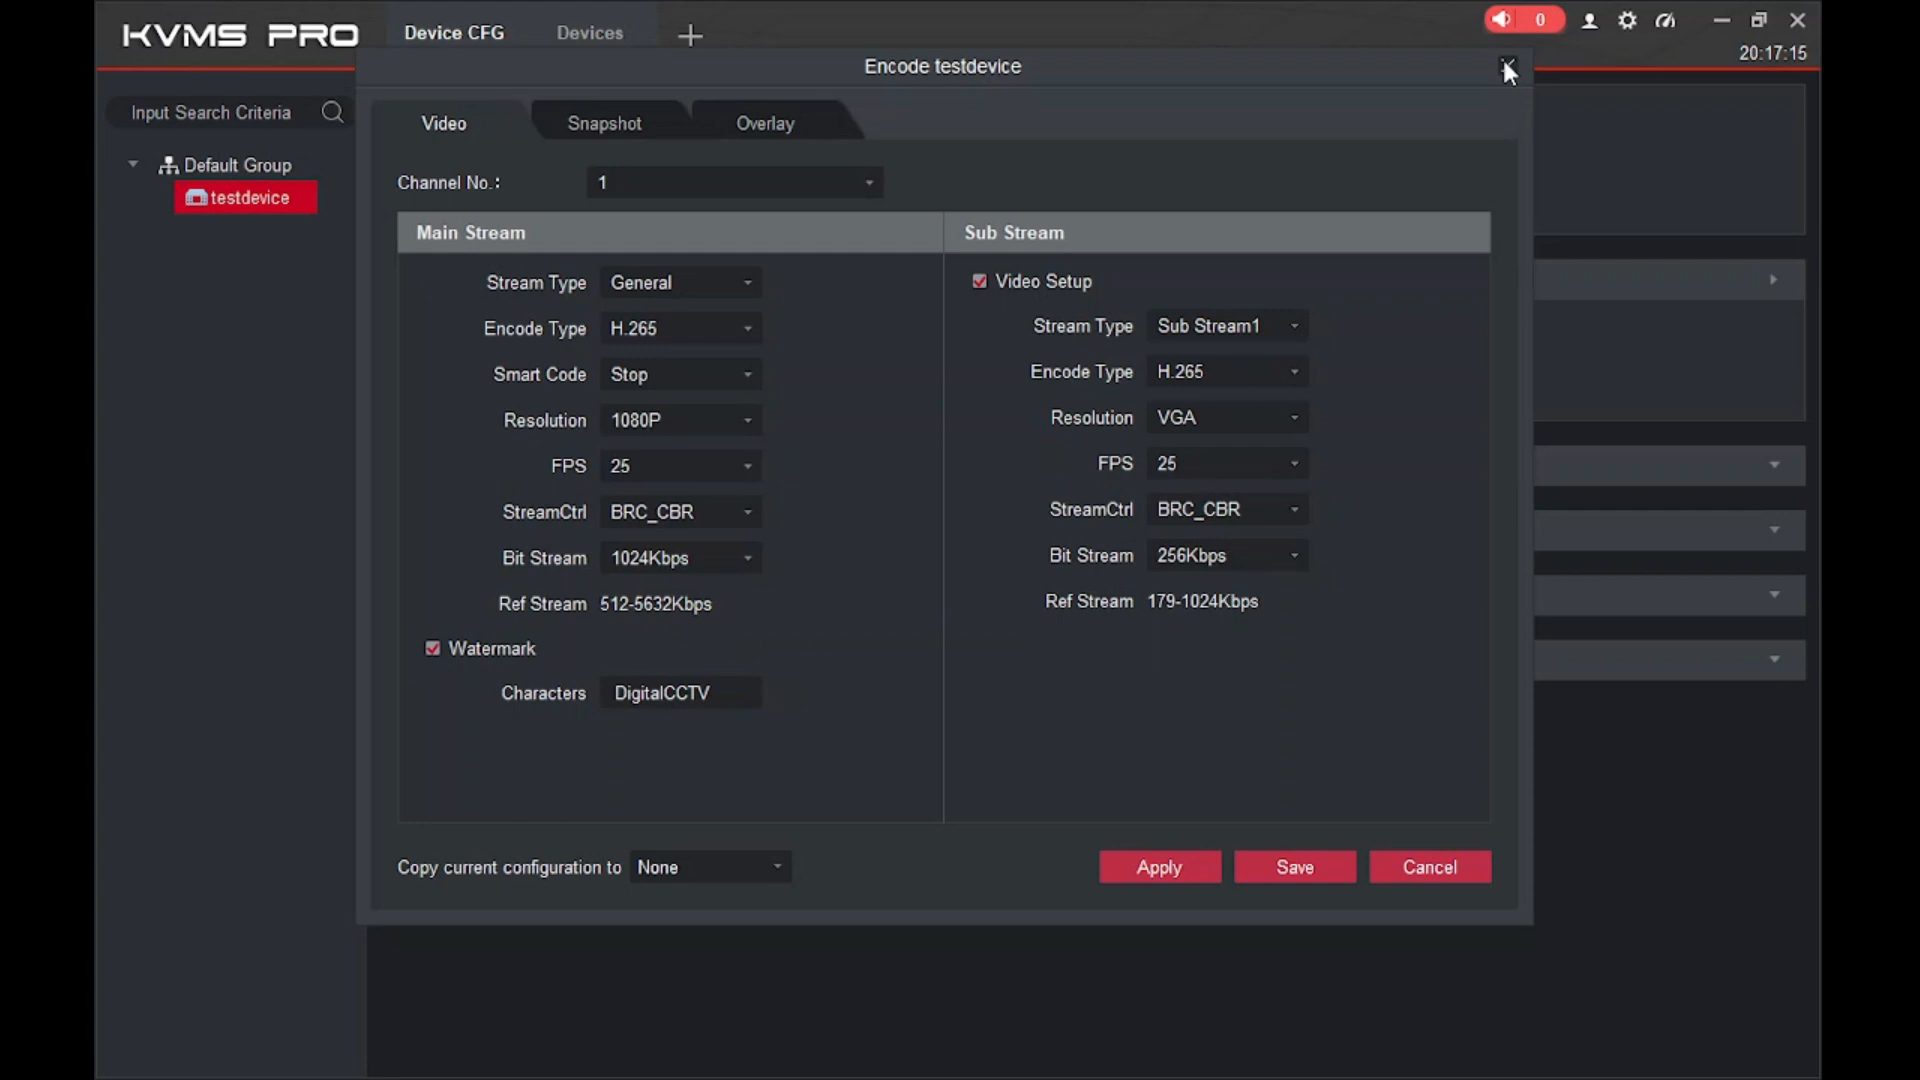 KVMS PRO
Device CFG
Devices
0
20:17:15
Encode testdevice
Input Search Criteria
Default Group
testdevice
Video
Snapshot
Overlay
Channel No.:
1
Main Stream
Sub Stream
Stream Type General
Encode Type H.265
Smart Code Stop
Resolution 1080P
FPS 25
StreamCtrl BRC_CBR
Bit Stream 1024Kbps
Ref Stream 512-5632Kbps
Watermark
Characters DigitalCCTV
Video Setup
Stream Type Sub Stream1
Encode Type H.265
Resolution VGA
FPS 25
StreamCtrl BRC_CBR
Bit Stream 256Kbps
Ref Stream 179-1024Kbps
Copy current configuration to None
Apply
Save
Cancel